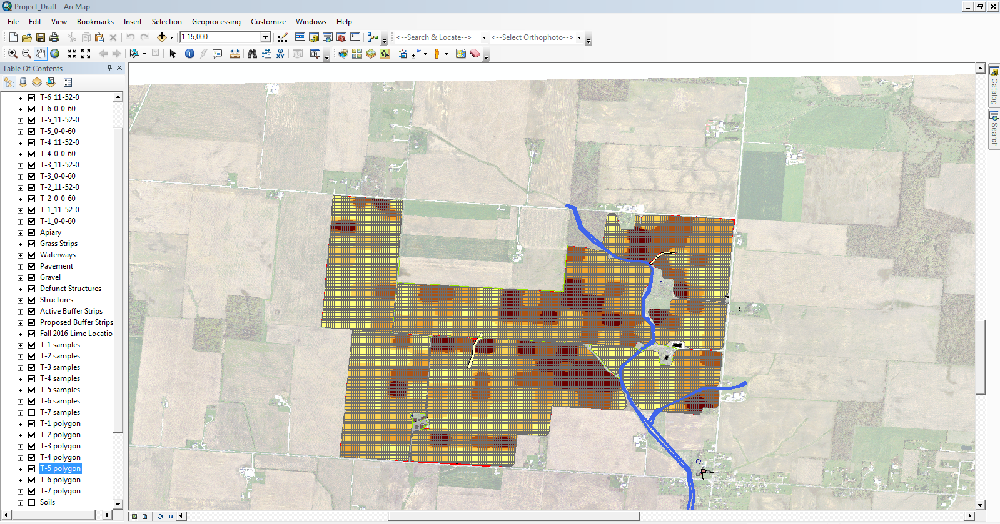 Project_Draft - ArcMap
File Edit View Bookmarks Insert Selection Geoprocessing Customize Windows Help
1:15,000
<--Search & Locate-->
<--Select Orthophoto-->
Table Of Contents
T-6_11-52-0
T-6_0-0-60
T-5_11-52-0
T-5_0-0-60
T-4_11-52-0
T-4_0-0-60
T-3_11-52-0
T-3_0-0-60
T-2_11-52-0
T-2_0-0-60
T-1_11-52-0
T-1_0-0-60
Apiary
Grass Strips
Waterways
Pavement
Gravel
Defunct Structures
Structures
Active Buffer Strips
Proposed Buffer Strips
Fall 2016 Lime Locatio
T-1 samples
T-2 samples
T-3 samples
T-4 samples
T-5 samples
T-6 samples
T-7 samples
T-1 polygon
T-2 polygon
T-3 polygon
T-4 polygon
T-5 polygon
T-6 polygon
T-7 polygon
Soils
Catalog
Search